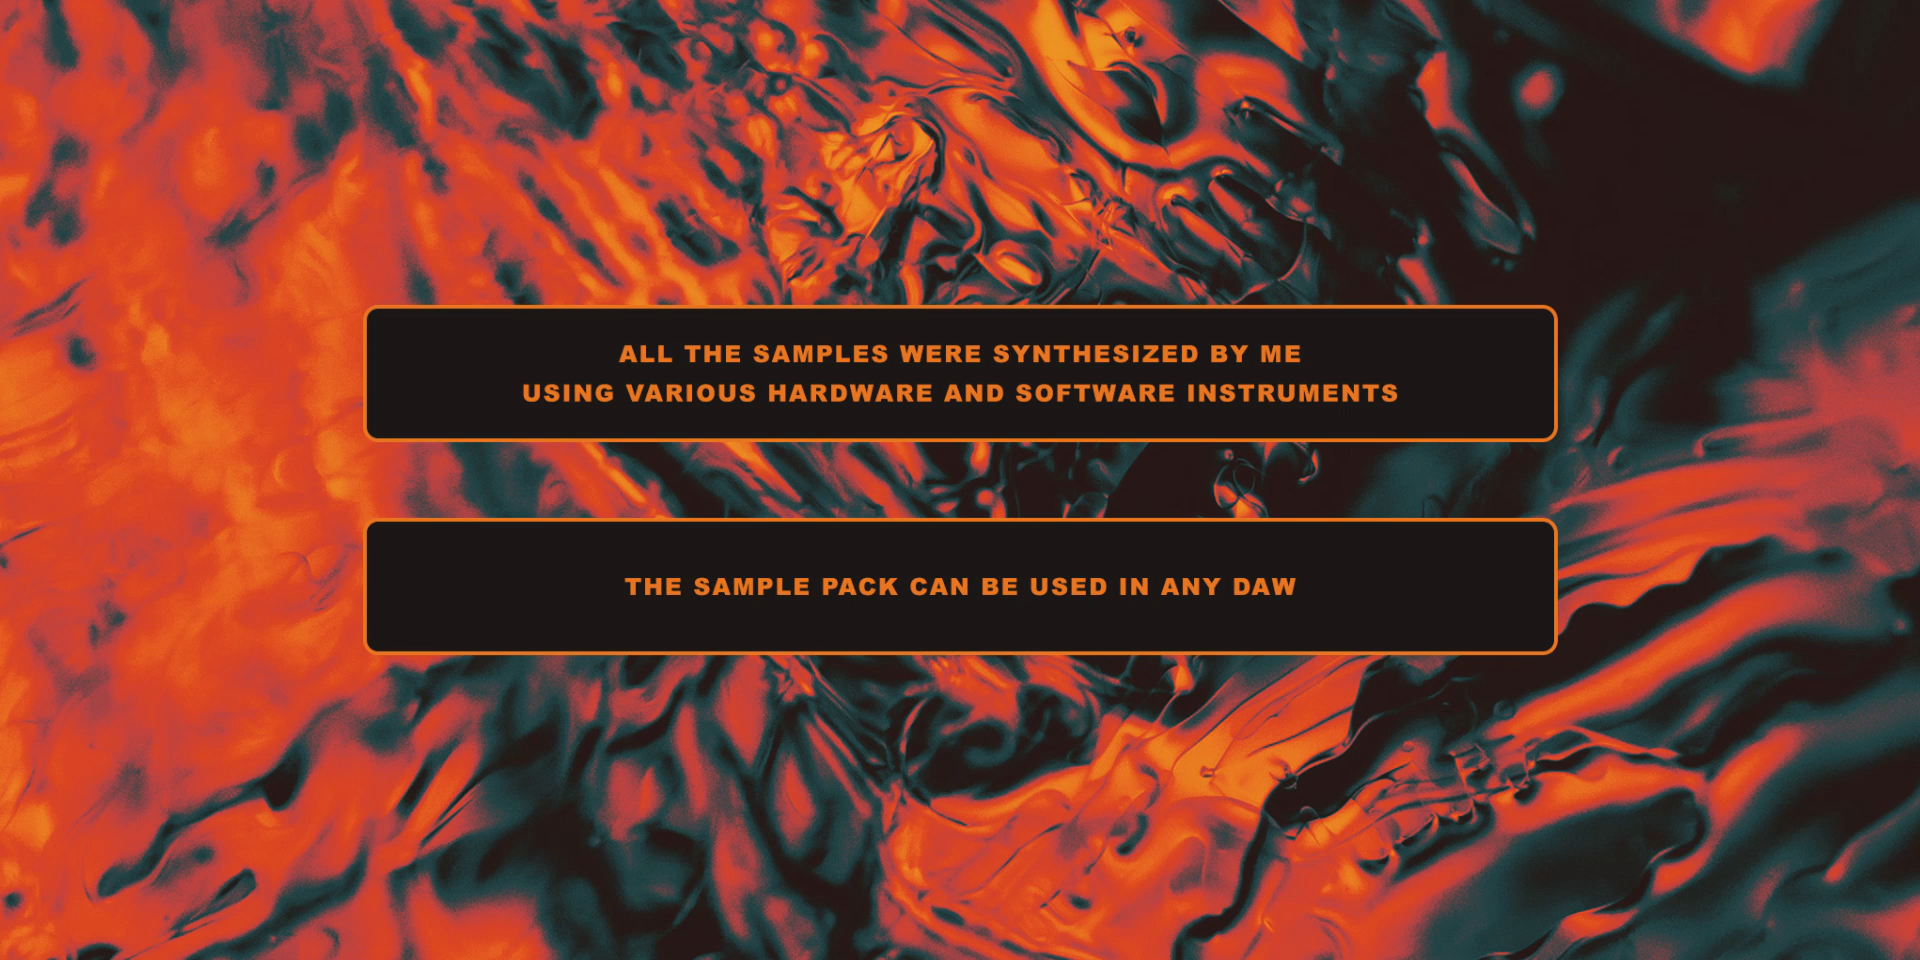 ALL THE SAMPLES WERE SYNTHESIZED BY ME
USING VARIOUS HARDWARE AND SOFTWARE INSTRUMENTS
THE SAMPLE PACK CAN BE USED IN ANY DAW